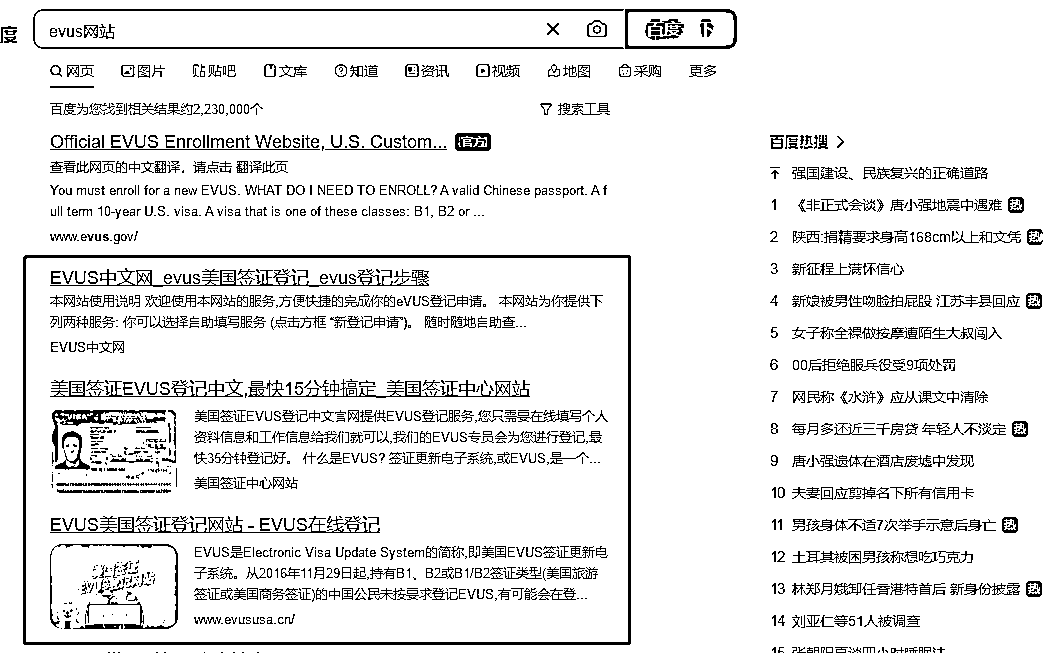 度 evus网站 百度一下
网页 图片 贴吧 文库 知道 资讯 视频 地图 采购 更多
百度为您找到相关结果约2,230,000个 搜索工具
Official EVUS Enrollment Website, U.S. Custom... 官方
查看此网页的中文翻译，请点击 翻译此页
You must enroll for a new EVUS. WHAT DO I NEED TO ENROLL? A valid Chinese passport. A f
ull term 10-year U.S. visa. A visa that is one of these classes: B1, B2 or ...
www.evus.gov/
EVUS中文网_evus美国签证登记_evus登记步骤
本网站使用说明 欢迎使用本网站的服务,方便快捷的完成你的eVUS登记申请。 本网站为你提供下
列两种服务: 你可以选择自助填写服务 (点击方框 “新登记申请”)。 随时随地自助查...
EVUS中文网
美国签证EVUS登记中文,最快15分钟搞定_美国签证中心网站
美国签证EVUS登记中文官网提供EVUS登记服务,您只需要在线填写个人
资料信息和工作信息给我们就可以,我们的EVUS专员会为您进行登记,最
快35分钟登记好。 什么是EVUS? 签证更新电子系统,或EVUS,是一个...
美国签证中心网站
EVUS美国签证登记网站 - EVUS在线登记
EVUS是Electronic Visa Update System的简称,即美国EVUS签证更新电
子系统。从2016年11月29日起,持有B1、B2或B1/B2签证类型(美国旅游
签证或美国商务签证)的中国公民未按要求登记EVUS,有可能会在登...
www.evususa.cn/
百度热搜
强国建设、民族复兴的正确道路
1 《非正式会谈》唐小强地震中遇难 热
2 陕西:捐精要求身高168cm以上和文凭 热
3 新征程上满怀信心
4 新娘被男性吻脸拍屁股 江苏丰县回应 热
5 女子称全裸做按摩遭陌生大叔闯入
6 00后拒绝服兵役受9项处罚
7 网民称《水浒》应从课文中清除
8 每月多还近三千房贷 年轻人不淡定 热
9 唐小强遗体在酒店废墟中发现
10 夫妻回应剪掉名下所有信用卡
11 男孩身体不适7次举手示意后身亡 热
12 土耳其被困男孩称想吃巧克力
13 林郑月娥卸任香港特首后 新身份披露 热
14 刘亚仁等51人被调查